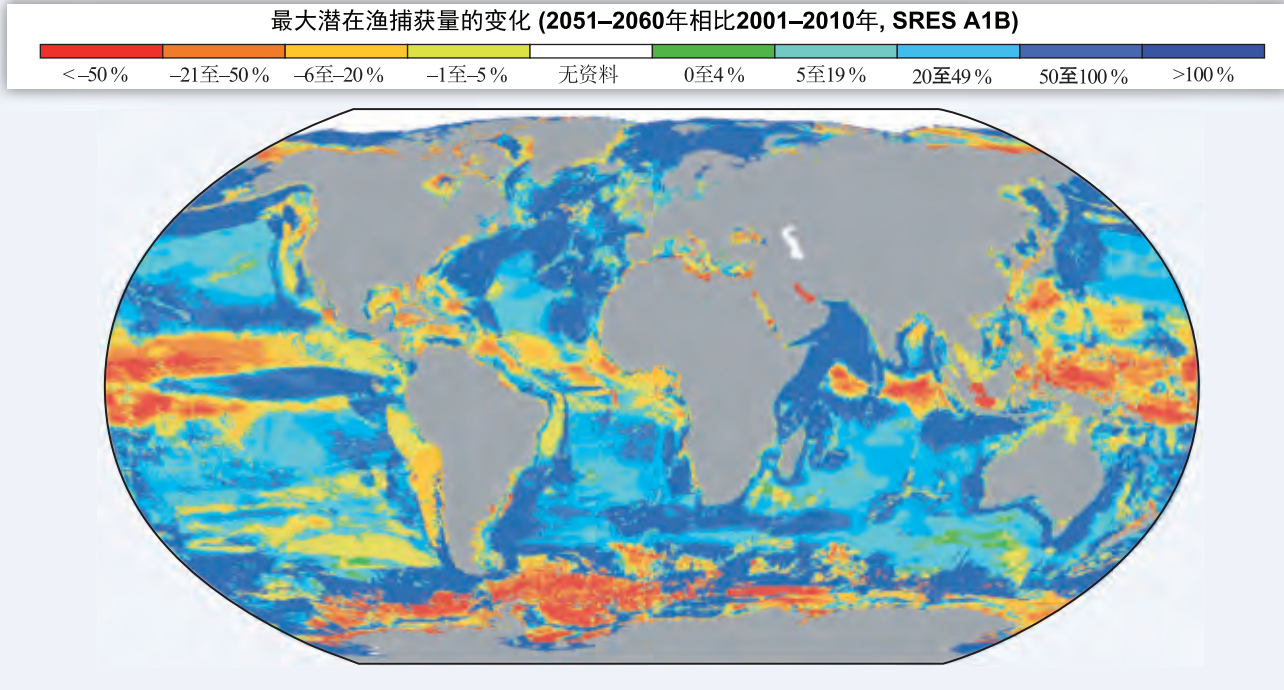 最大潜在渔捕获量的变化 (2051–2060年相比2001–2010年, SRES A1B)
< –50 % –21至–50 % –6至–20 % –1至–5 % 无资料 0至4 % 5至19 % 20至49 % 50至100 % >100 %